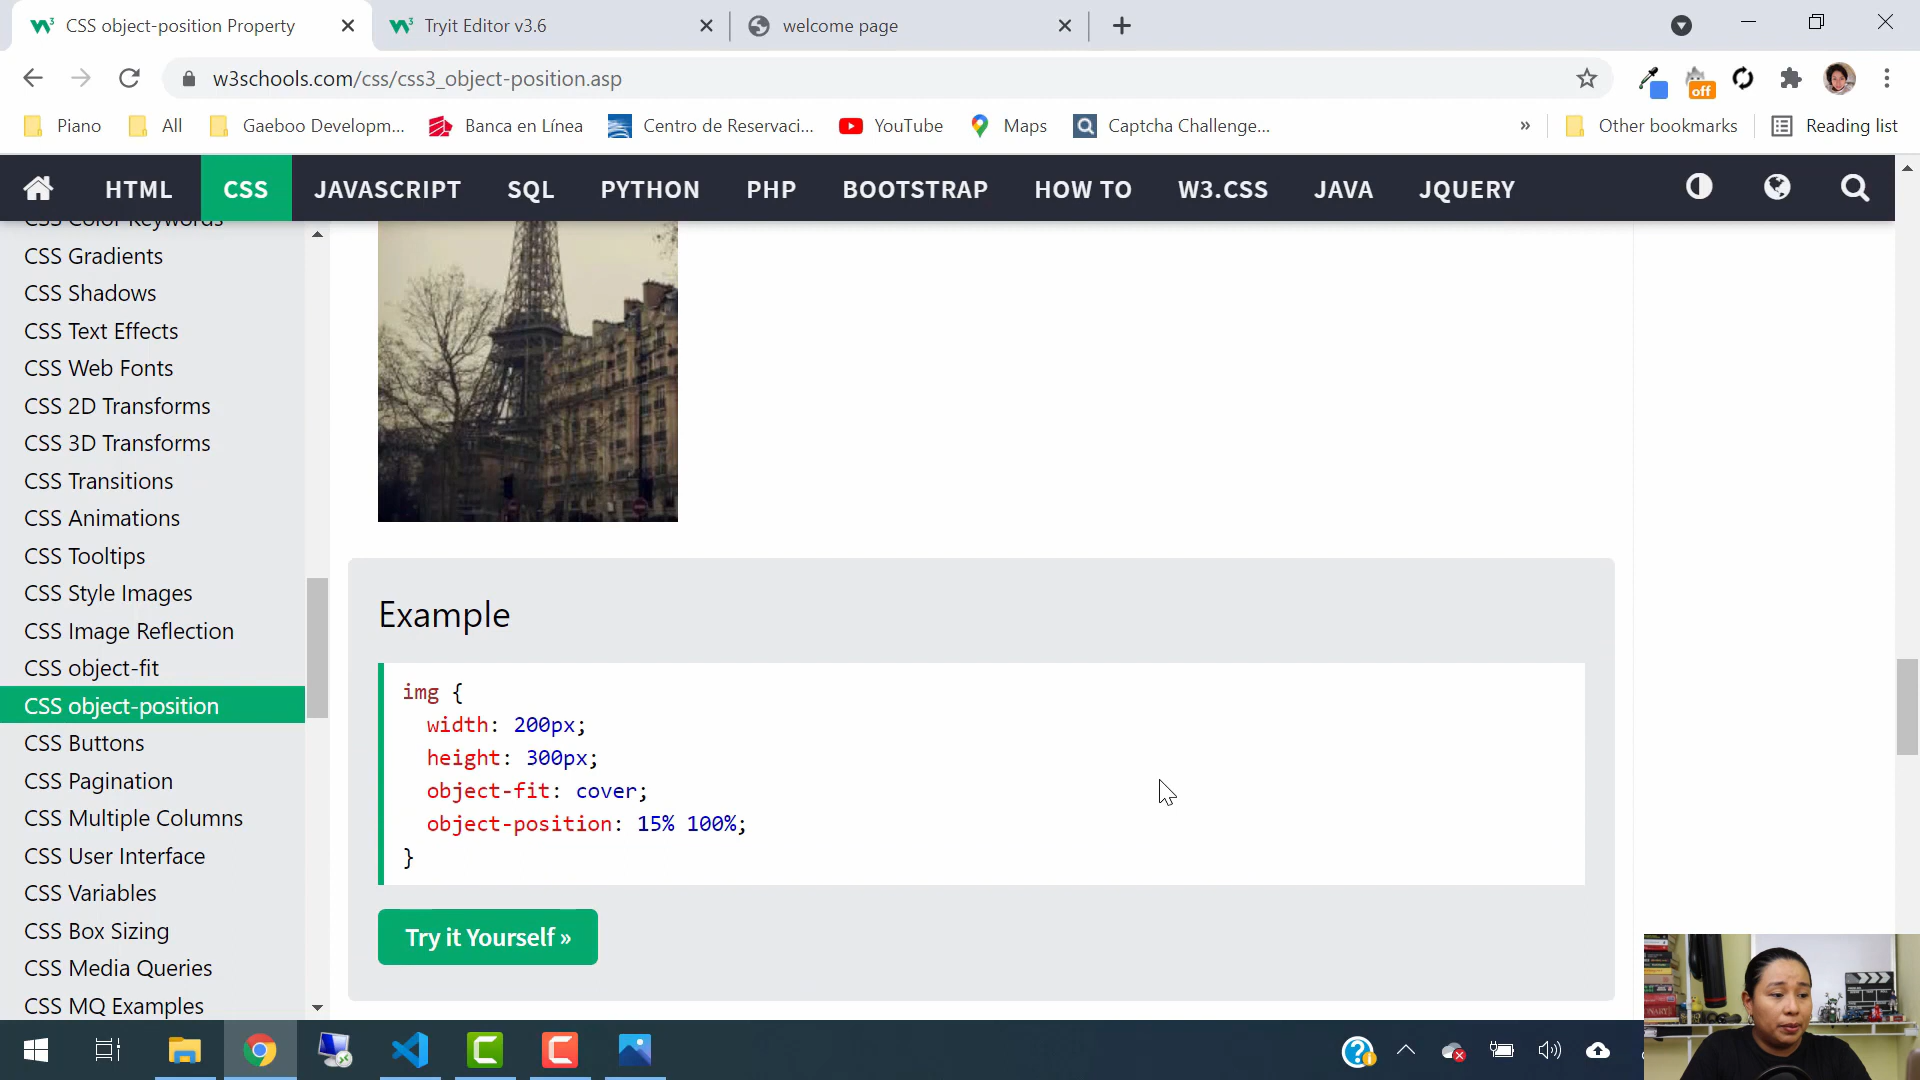 CSS object-position Property
Tryit Editor v3.6
welcome page
w3schools.com/css/css3_object-position.asp
off
Piano
All
Gaeboo Developm...
Banca en Línea
Centro de Reservaci...
YouTube
Maps
Captcha Challenge...
»
Other bookmarks
Reading list
HTML
CSS
JAVASCRIPT
SQL
PYTHON
PHP
BOOTSTRAP
HOW TO
W3.CSS
JAVA
JQUERY
CSS Color Keywords
CSS Gradients
CSS Shadows
CSS Text Effects
CSS Web Fonts
CSS 2D Transforms
CSS 3D Transforms
CSS Transitions
CSS Animations
CSS Tooltips
CSS Style Images
CSS Image Reflection
CSS object-fit
CSS object-position
CSS Buttons
CSS Pagination
CSS Multiple Columns
CSS User Interface
CSS Variables
CSS Box Sizing
CSS Media Queries
CSS MQ Examples
Example
img {
width: 200px;
height: 300px;
object-fit: cover;
object-position: 15% 100%;
}
Try it Yourself »